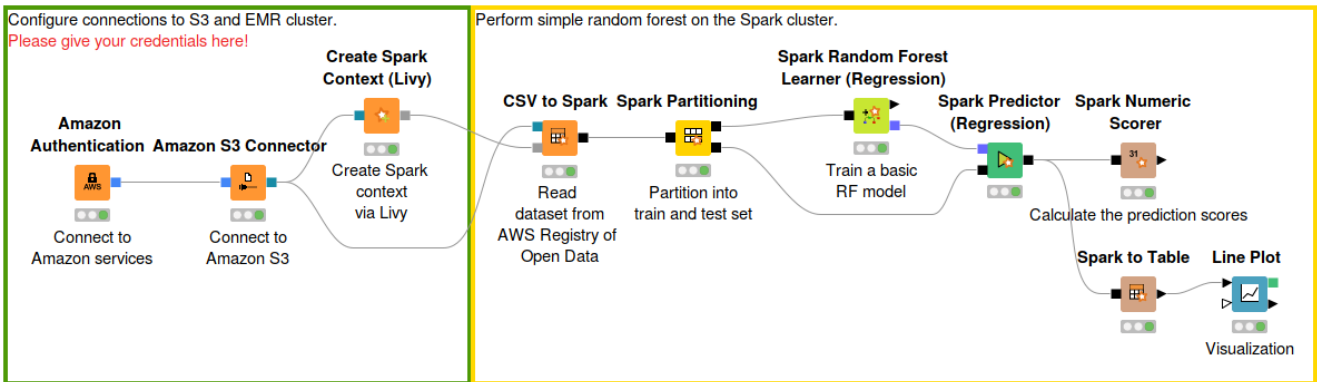 Configure connections to S3 and EMR cluster.
Please give your credentials here!
Perform simple random forest on the Spark cluster.
Create Spark
Context (Livy)
Create Spark
context
via Livy
Amazon
Authentication
AWS
Connect to
Amazon services
Amazon S3 Connector
Connect to
Amazon S3
CSV to Spark
Read
dataset from
AWS Registry of
Open Data
Spark Partitioning
Partition into
train and test set
Spark Random Forest
Learner (Regression)
Train a basic
RF model
Spark Predictor
(Regression)
Spark Numeric
Scorer
31
Calculate the prediction scores
Spark to Table
Line Plot
Visualization